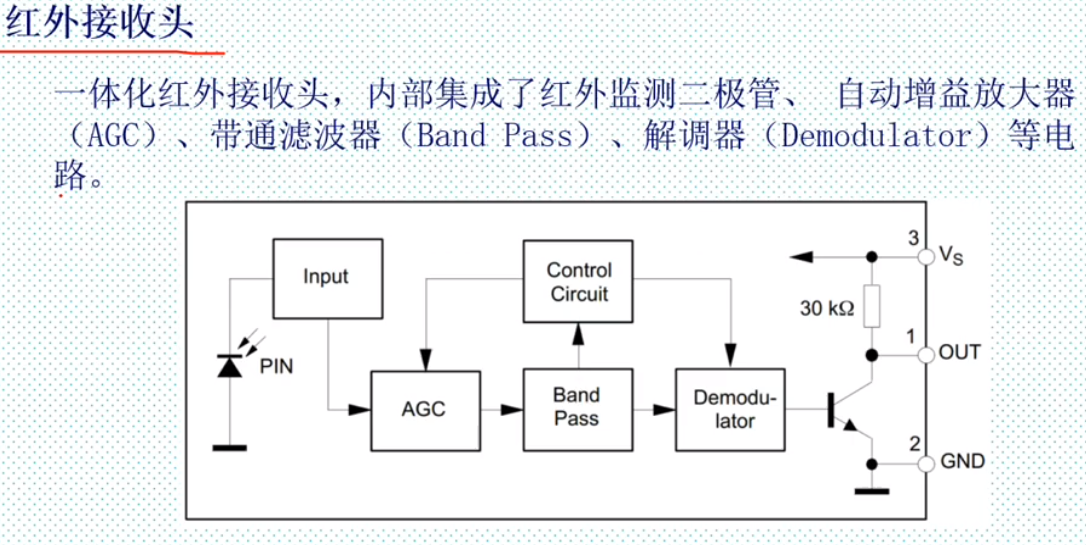 红外接收头
一体化红外接收头，内部集成了红外监测二极管、 自动增益放大器
（AGC）、带通滤波器（Band Pass）、解调器（Demodulator）等电
路。
Input
Control
Circuit
3
VS
30 kΩ
PIN
1
OUT
AGC
Band
Pass
Demodu-
lator
2
GND